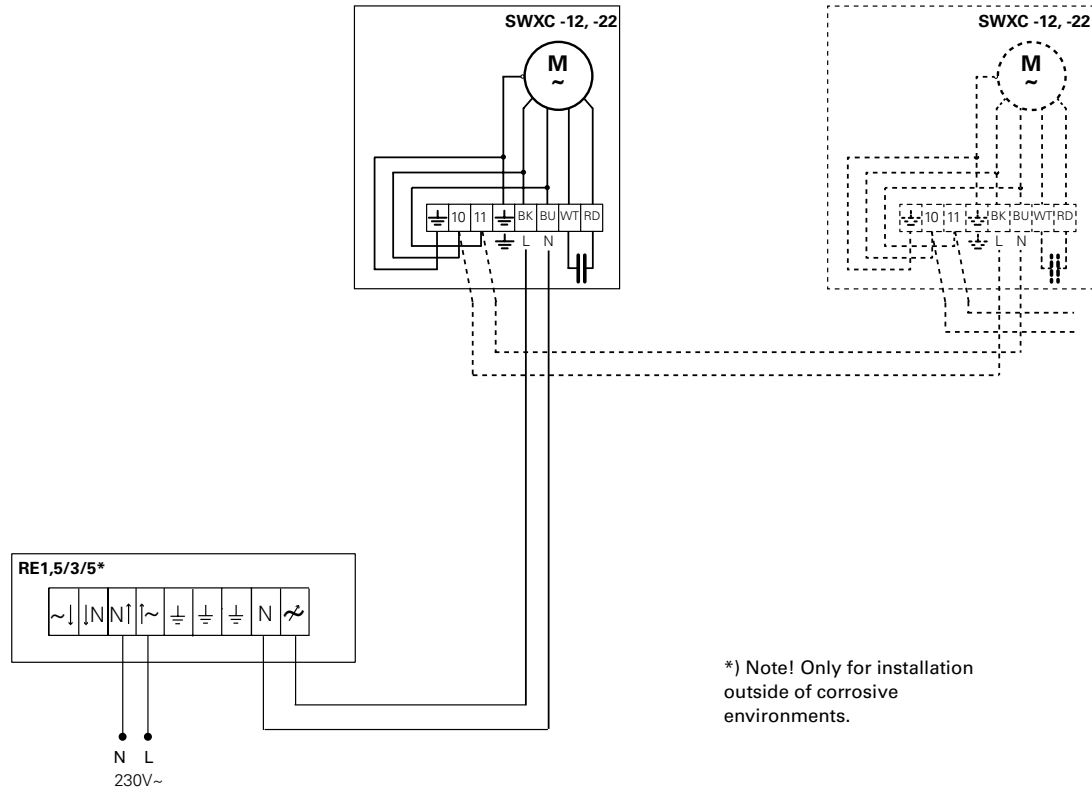 SWXC -12, -22
M
~
10 11 BK BU WT RD
L N
SWXC -12, -22
M
~
10 11 BK BU WT RD
L N
RE1,5/3/5*
~↓ ↓N N↑ ↑~ N ~
N L
230V~
*) Note! Only for installation
outside of corrosive
environments.